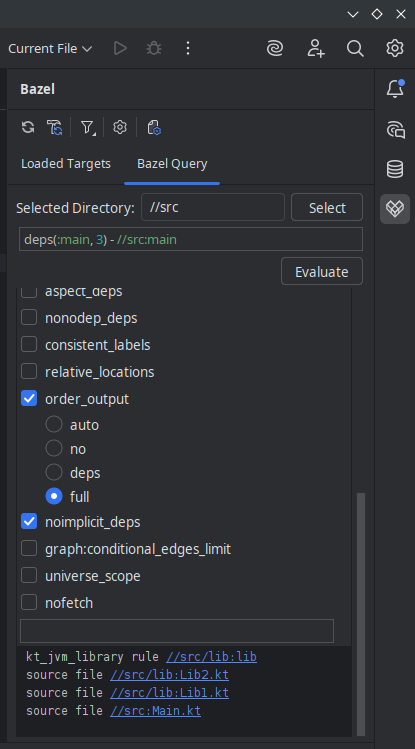 Current File
Bazel
Loaded Targets Bazel Query
Selected Directory: //src Select
deps(:main, 3) - //src:main
Evaluate
aspect_deps
nonodep_deps
consistent_labels
relative_locations
order_output
auto
no
deps
full
noimplicit_deps
graph:conditional_edges_limit
universe_scope
nofetch
kt_jvm_library rule //src/lib:lib
source file //src/lib:Lib2.kt
source file //src/lib:Lib1.kt
source file //src:Main.kt